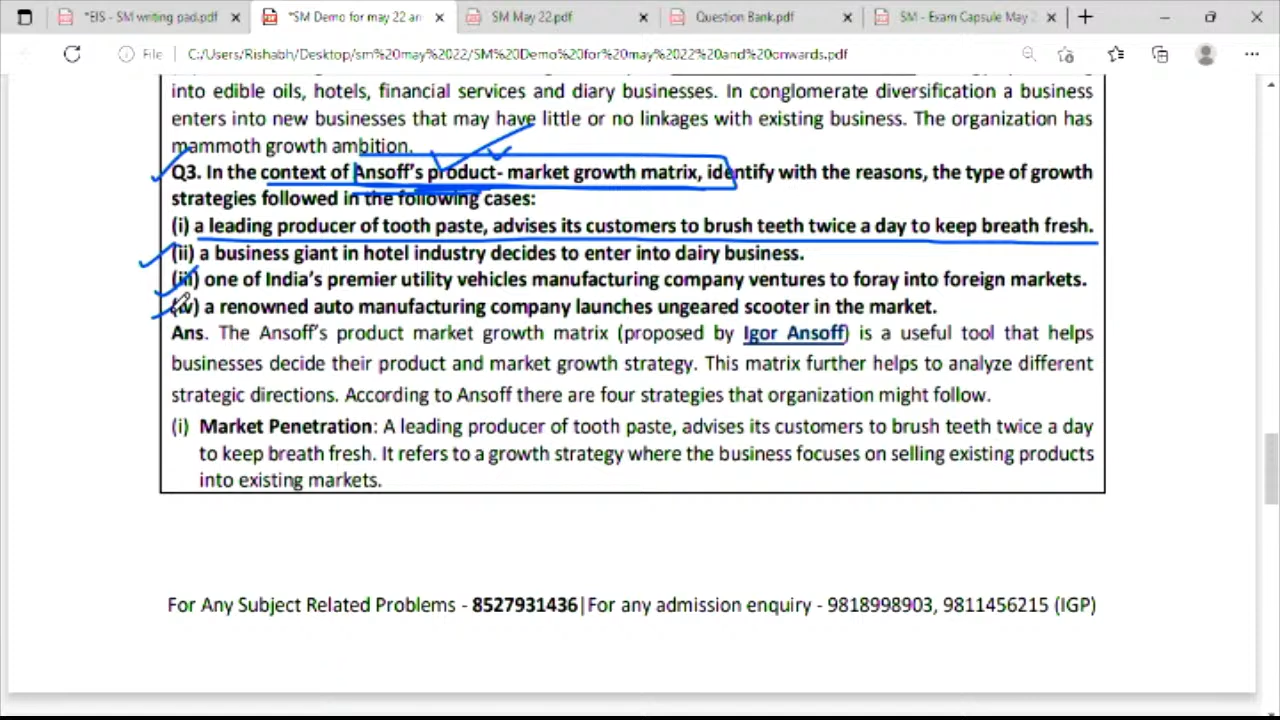 *EIS - SM writing pad.pdf
*SM Demo for may 22 an
SM May 22.pdf
Question Bank.pdf
SM - Exam Capsule May 2
File
C:/Users/Rishabh/Desktop/sm%20may%2022/SM%20Demo%20for%20may%2022%20and%20onwards.pdf
into edible oils, hotels, financial services and diary businesses. In conglomerate diversification a business
enters into new businesses that may have little or no linkages with existing business. The organization has
mammoth growth ambition.
Q3. In the context of Ansoff's product- market growth matrix, identify with the reasons, the type of growth
strategies followed in the following cases:
(i) a leading producer of tooth paste, advises its customers to brush teeth twice a day to keep breath fresh.
(ii) a business giant in hotel industry decides to enter into dairy business.
(iii) one of India's premier utility vehicles manufacturing company ventures to foray into foreign markets.
(iv) a renowned auto manufacturing company launches ungeared scooter in the market.
Ans. The Ansoff's product market growth matrix (proposed by Igor Ansoff) is a useful tool that helps
businesses decide their product and market growth strategy. This matrix further helps to analyze different
strategic directions. According to Ansoff there are four strategies that organization might follow.
(i) Market Penetration: A leading producer of tooth paste, advises its customers to brush teeth twice a day
to keep breath fresh. It refers to a growth strategy where the business focuses on selling existing products
into existing markets.
For Any Subject Related Problems - 8527931436|For any admission enquiry - 9818998903, 9811456215 (IGP)